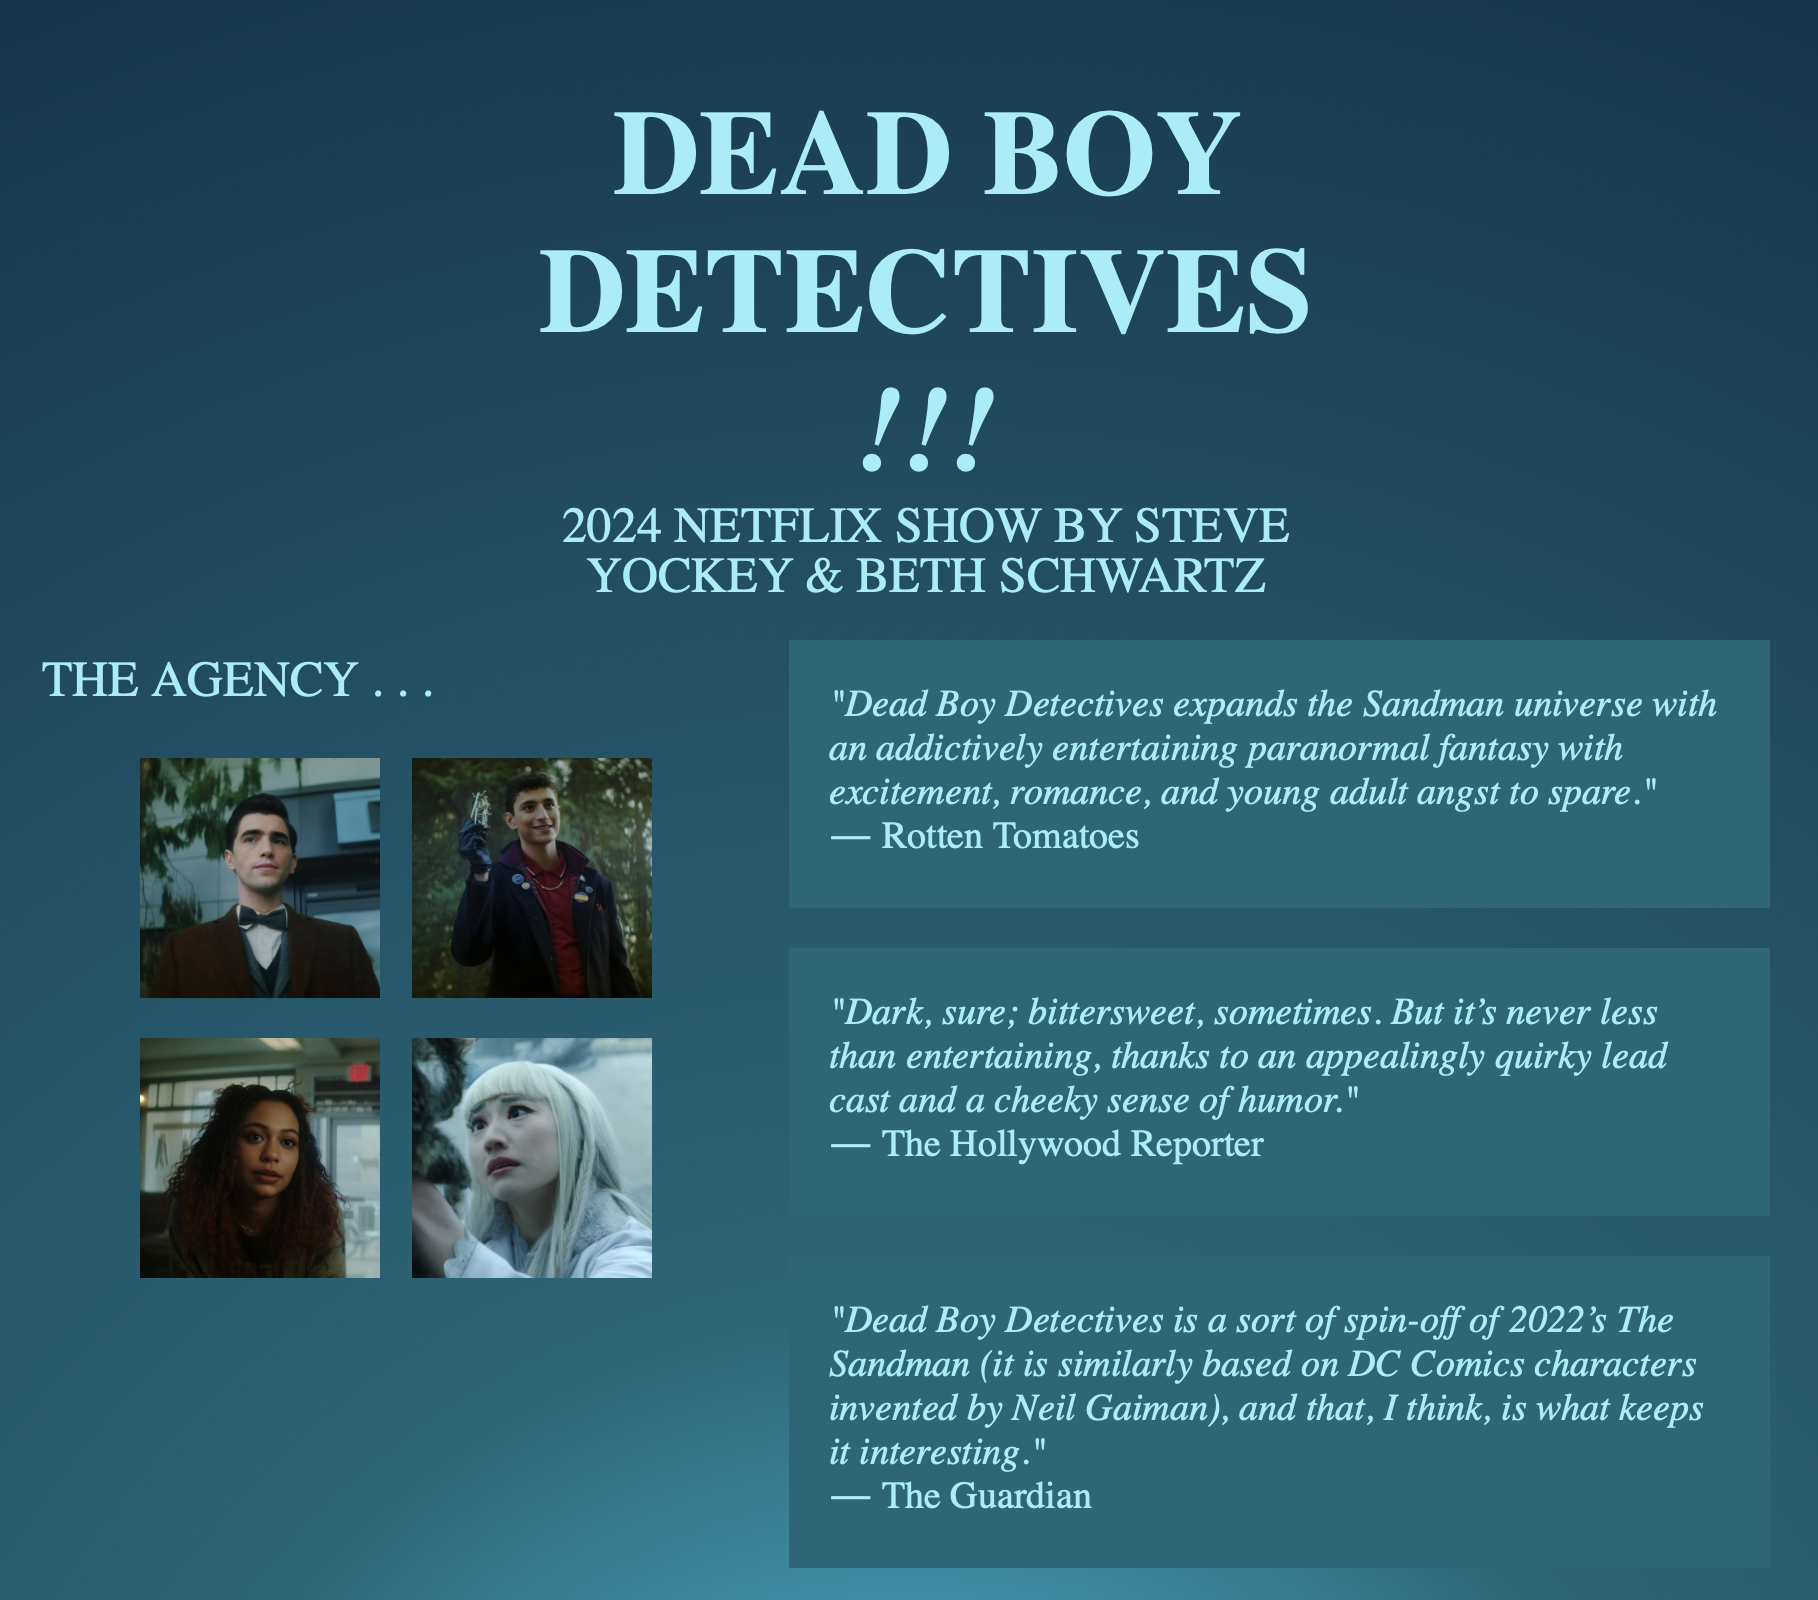 DEAD BOY
DETECTIVES
!!!
2024 NETFLIX SHOW BY STEVE
YOCKEY & BETH SCHWARTZ
THE AGENCY . . .
"Dead Boy Detectives expands the Sandman universe with
an addictively entertaining paranormal fantasy with
excitement, romance, and young adult angst to spare."
— Rotten Tomatoes
"Dark, sure; bittersweet, sometimes. But it’s never less
than entertaining, thanks to an appealingly quirky lead
cast and a cheeky sense of humor."
— The Hollywood Reporter
"Dead Boy Detectives is a sort of spin-off of 2022’s The
Sandman (it is similarly based on DC Comics characters
invented by Neil Gaiman), and that, I think, is what keeps
it interesting."
— The Guardian